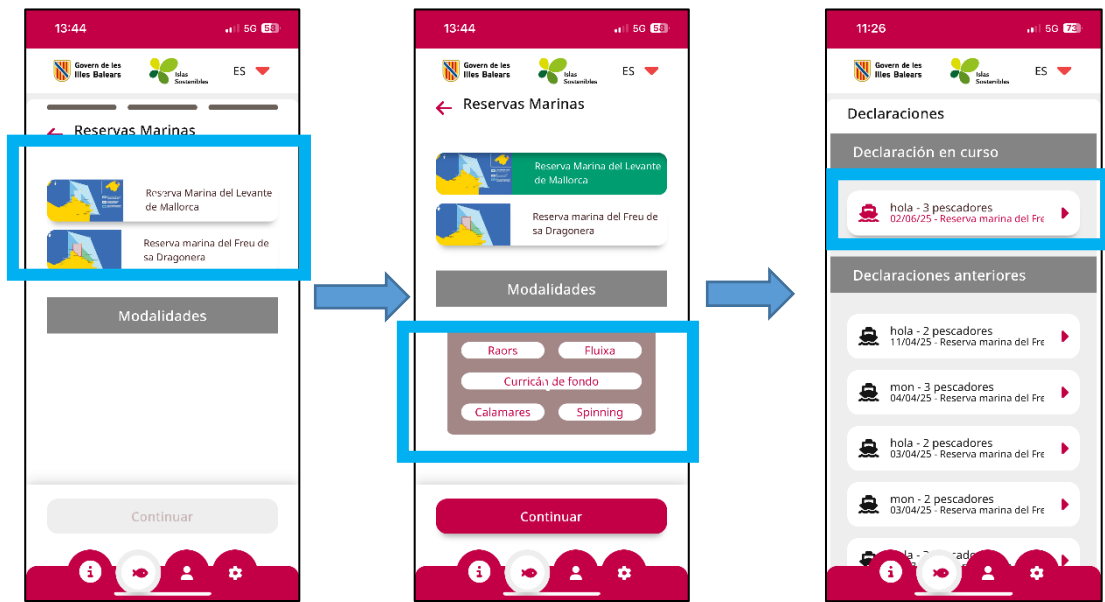 13:44
5G 53
Govern de les
Illes Balears
Islas
Sostenibles
ES
Reservas Marinas
Reserva Marina del Levante
de Mallorca
Reserva marina del Freu de
sa Dragonera
Modalidades
Continuar
13:44
5G 53
Govern de les
Illes Balears
Islas
Sostenibles
ES
Reservas Marinas
Reserva Marina del Levante
de Mallorca
Reserva marina del Freu de
sa Dragonera
Modalidades
Raors
Fluixa
Curricán de fondo
Calamares
Spinning
Continuar
11:26
5G 73
Govern de les
Illes Balears
Islas
Sostenibles
ES
Declaraciones
Declaración en curso
hola - 3 pescadores
02/06/25 - Reserva marina del Fre
Declaraciones anteriores
hola - 2 pescadores
11/04/25 - Reserva marina del Fre
mon - 3 pescadores
04/04/25 - Reserva marina del Fre
hola - 2 pescadores
03/04/25 - Reserva marina del Fre
mon - 2 pescadores
03/04/25 - Reserva marina del Fre